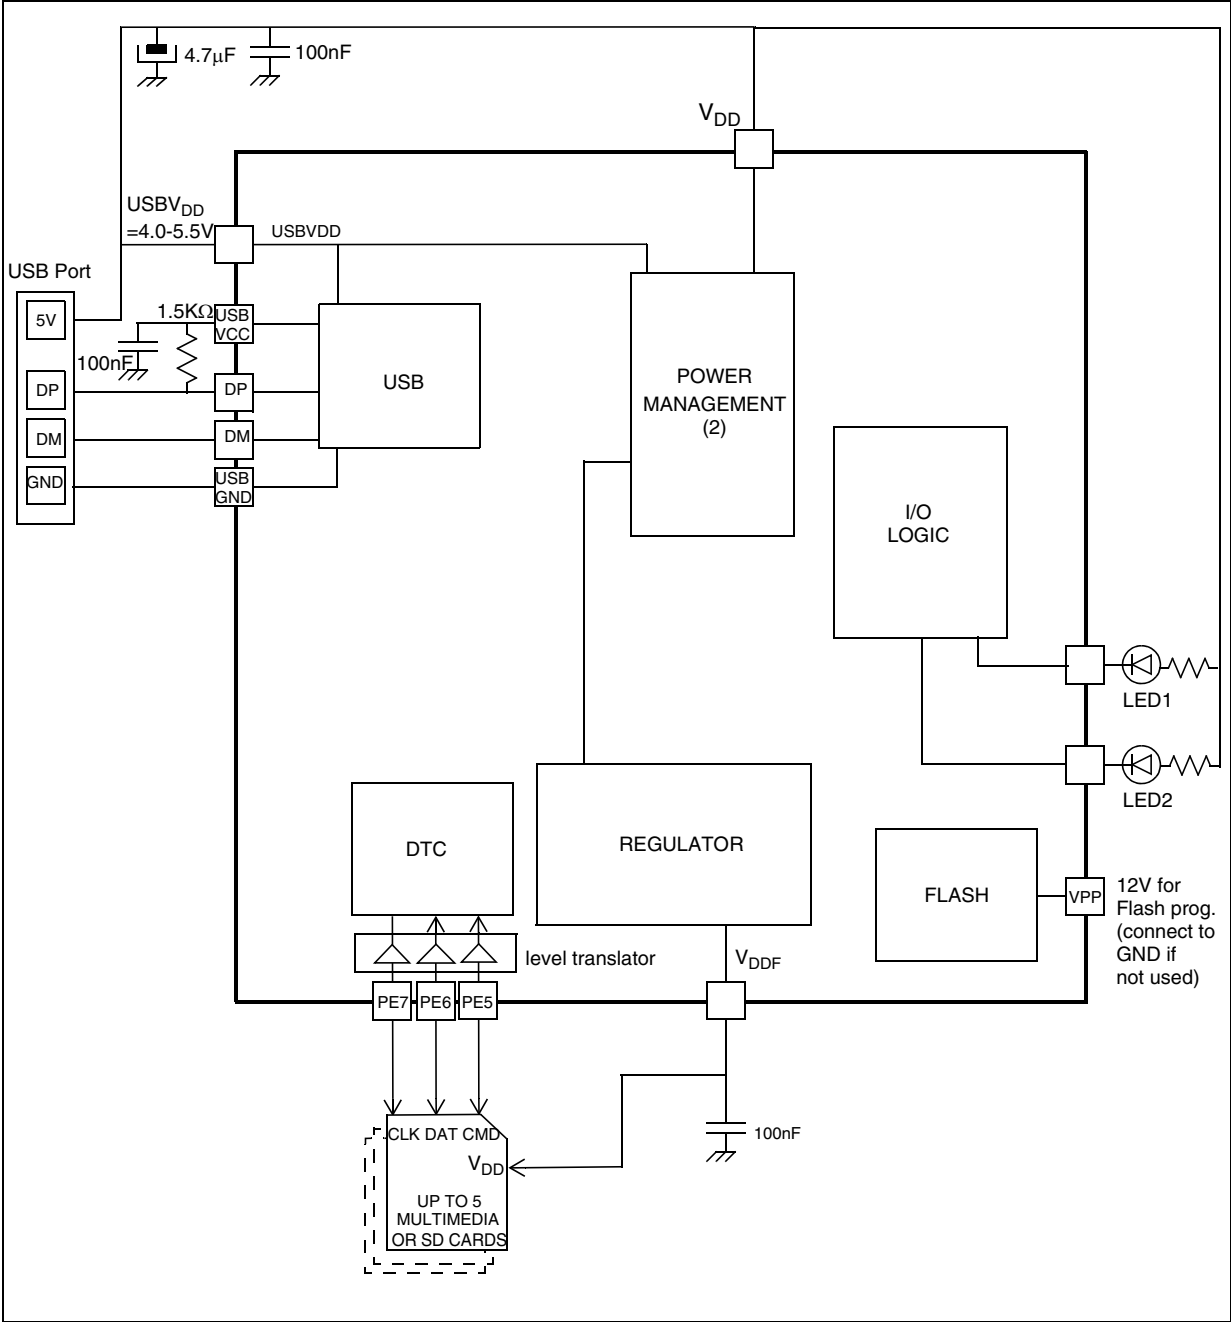 4.7μF
100nF
VDD
USBVDD
=4.0-5.5V
USBVDD
USB Port
5V
1.5KΩ
USB
VCC
100nF
DP
DP
USB
POWER
MANAGEMENT
(2)
DM
DM
GND
USB
GND
I/O
LOGIC
LED1
LED2
DTC
REGULATOR
FLASH
VPP
12V for
Flash prog.
(connect to
GND if
not used)
level translator
VDDF
PE7
PE6
PE5
100nF
CLK DAT CMD
VDD
UP TO 5
MULTIMEDIA
OR SD CARDS